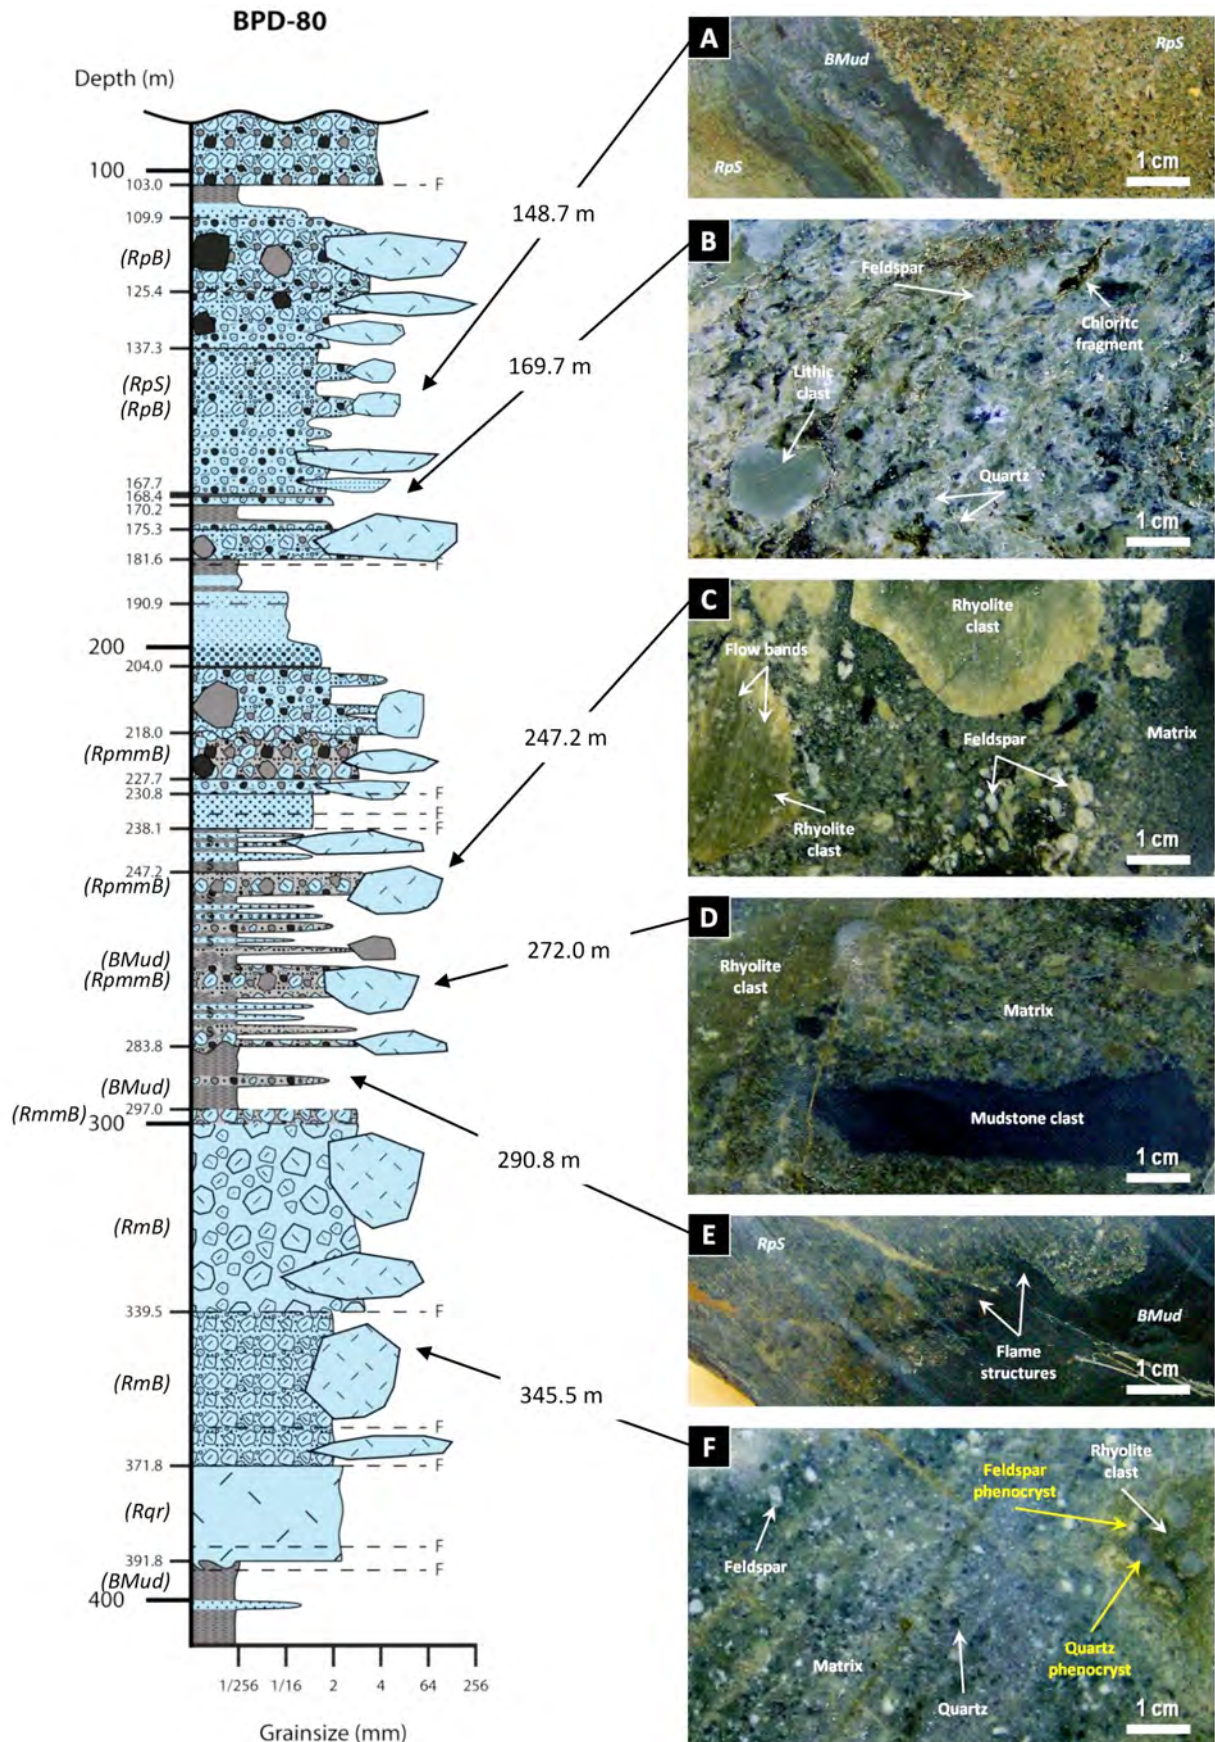 BPD-80
Depth (m)
100
103.0
F
109.9
(RpB)
125.4
137.3
(RpS)
(RpB)
167.7
168.4
170.2
175.3
181.6
F
190.9
200
204.0
218.0
(RpmmB)
227.7
230.8
F
F
238.1
F
S
S
247.2
(RpmmB)
(BMud)
(RpmmB)
S
S
283.8
(BMud)
297.0
(RmmB)
300
(RmB)
339.5
F
(RmB)
F
371.8
F
(Rqr)
F
391.8
F
(BMud)
400
1/256 1/16 2 4 64 256
Grainsize (mm)
148.7 m
169.7 m
247.2 m
272.0 m
290.8 m
345.5 m
A
BMud
RpS
RpS
1 cm
B
Feldspar
Chlorite
fragment
Lithic
clast
Quartz
1 cm
C
Rhyolite
clast
Flow bands
Feldspar
Matrix
Rhyolite
clast
1 cm
D
Rhyolite
clast
Matrix
Mudstone clast
1 cm
E
RpS
BMud
Flame
structures
1 cm
F
Rhyolite
clast
Feldspar
phenocryst
Feldspar
Quartz
phenocryst
Matrix
Quartz
1 cm